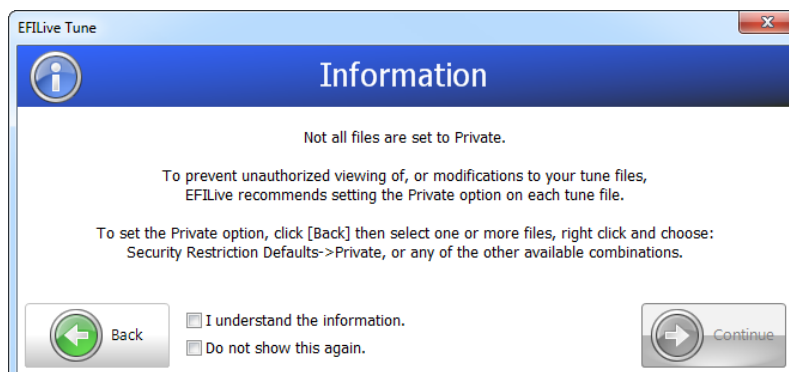 EFILive Tune
Information
Not all files are set to Private.
To prevent unauthorized viewing of, or modifications to your tune files,
EFILive recommends setting the Private option on each tune file.
To set the Private option, click [Back] then select one or more files, right click and choose:
Security Restriction Defaults->Private, or any of the other available combinations.
Back
I understand the information.
Do not show this again.
Continue